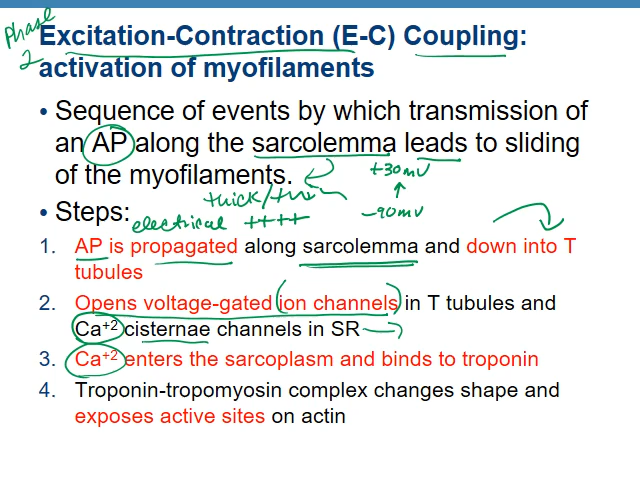 Phase
2
Excitation-Contraction (E-C) Coupling:
activation of myofilaments
• Sequence of events by which transmission of
an AP along the sarcolemma leads to sliding
of the myofilaments.
+30mV
thick/thin
-90mV
• Steps:
electrical ++++
1. AP is propagated along sarcolemma and down into T
tubules
2. Opens voltage-gated (ion channels) in T tubules and
Ca+2 cisternae channels in SR
3. Ca+2 enters the sarcoplasm and binds to troponin
4. Troponin-tropomyosin complex changes shape and
exposes active sites on actin